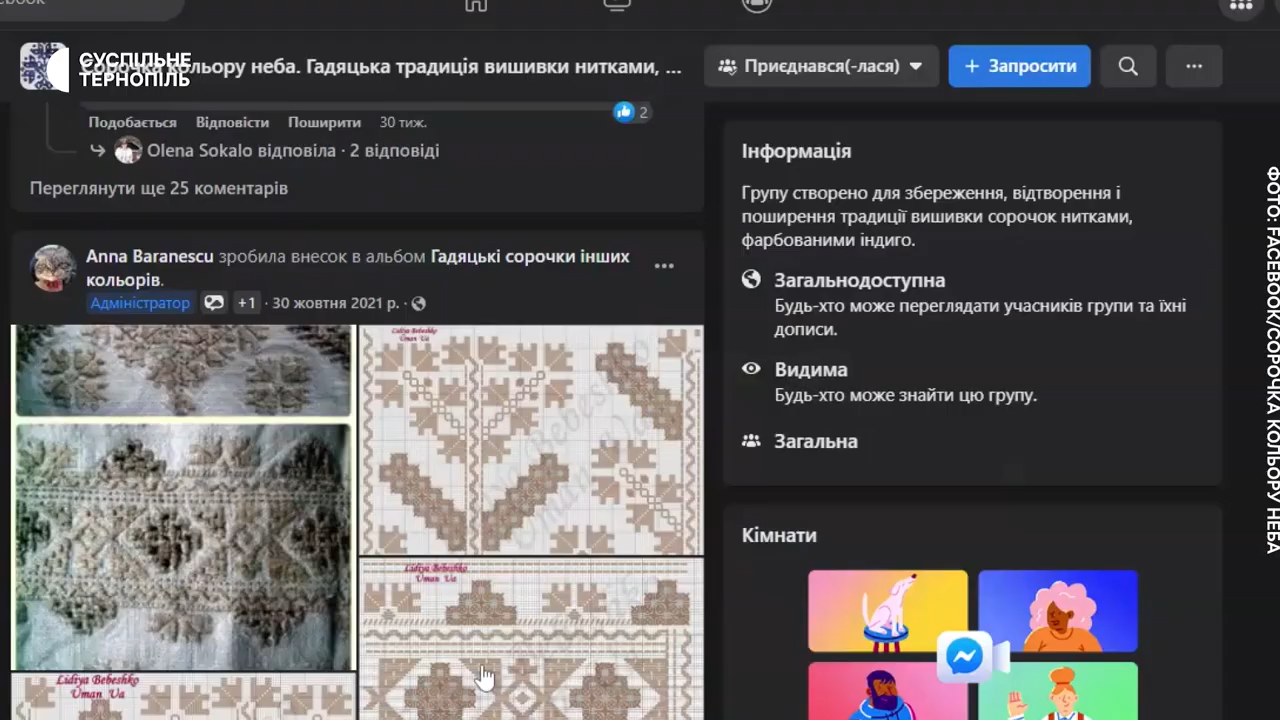 ebook
СУСПІЛЬНЕ
ТЕРНОПІЛЬ
Сорочка кольору неба. Гадяцька традиція вишивки нитками, ...
Приєднався(-лася)
+ Запросити
2
Подобається Відповісти Поширити 30 тиж.
Olena Sokalo відповіла · 2 відповіді
Переглянути ще 25 коментарів
Anna Baranescu зробила внесок в альбом Гадяцькі сорочки інших
кольорів.
Адміністратор +1 · 30 жовтня 2021 р. ·
Lidiya Bebeshko
Uman Ua
Lidiya Bebeshko
Uman Ua
Lidiya Bebeshko
Uman Ua
Інформація
Групу створено для збереження, відтворення і
поширення традиції вишивки сорочок нитками,
фарбованими індиго.
Загальнодоступна
Будь-хто може переглядати учасників групи та їхні
дописи.
Видима
Будь-хто може знайти цю групу.
Загальна
Кімнати
ФОТО: FACEBOOK/СОРОЧКА КОЛЬОРУ НЕБА